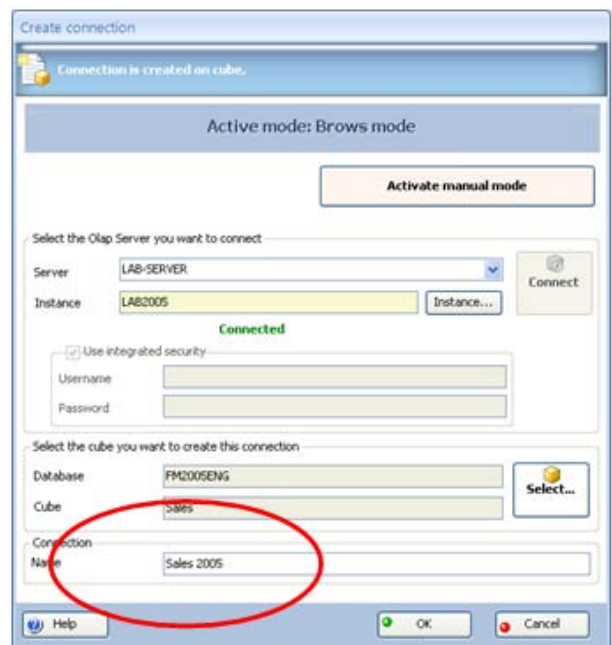 Create connection
Connection is created on cube.
Active mode: Brows mode
Activate manual mode
Select the Olap Server you want to connect
Server LAB-SERVER
Connect
Instance LAB2005 Instance...
Connected
Use integrated security
Username
Password
Select the cube you want to create this connection
Database FM2005ENG
Select...
Cube Sales
Connection
Name Sales 2005
Help OK Cancel